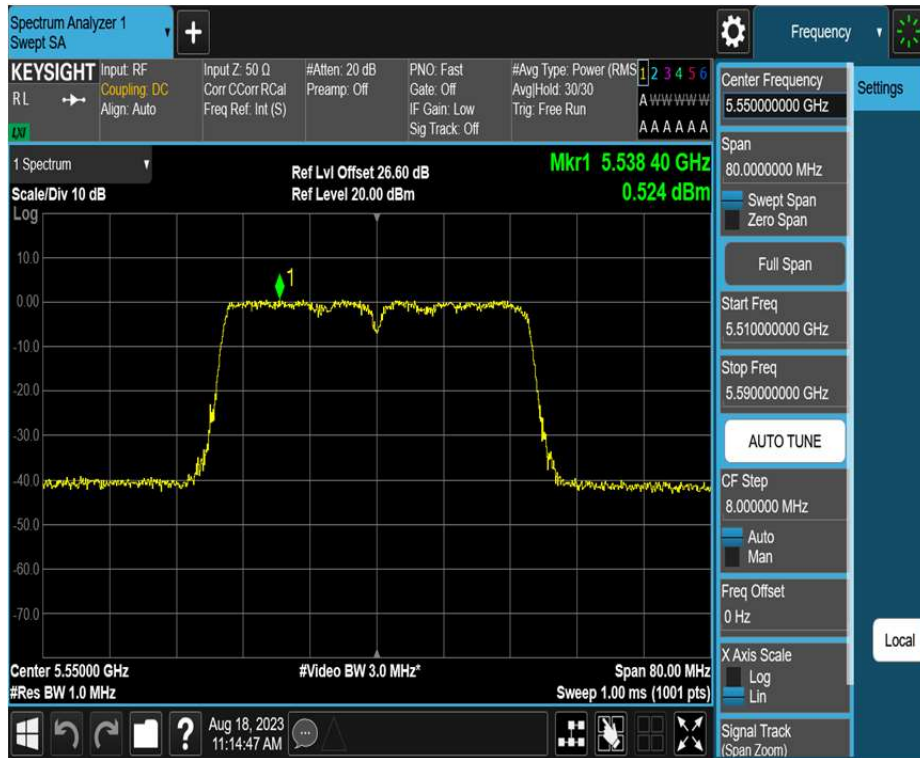 Spectrum Analyzer 1
Swept SA
+
Frequency
KEYSIGHT
R L
LXI
Input: RF
Coupling: DC
Align: Auto
Input Z: 50 Ω
Corr CCorr RCal
Freq Ref: Int (S)
#Atten: 20 dB
Preamp: Off
PNO: Fast
Gate: Off
IF Gain: Low
Sig Track: Off
#Avg Type: Power (RMS
Avg|Hold: 30/30
Trig: Free Run
1 2 3 4 5 6
A W W W W W
A A A A A A
1 Spectrum
Scale/Div 10 dB
Log
Ref Lvl Offset 26.60 dB
Ref Level 20.00 dBm
Mkr1 5.538 40 GHz
0.524 dBm
1
10.0
0.00
-10.0
-20.0
-30.0
-40.0
-50.0
-60.0
-70.0
Center 5.55000 GHz
#Res BW 1.0 MHz
#Video BW 3.0 MHz*
Span 80.00 MHz
Sweep 1.00 ms (1001 pts)
?
Aug 18, 2023
11:14:47 AM
Center Frequency
5.550000000 GHz
Span
80.0000000 MHz
Swept Span
Zero Span
Full Span
Start Freq
5.510000000 GHz
Stop Freq
5.590000000 GHz
AUTO TUNE
CF Step
8.000000 MHz
Auto
Man
Freq Offset
0 Hz
X Axis Scale
Log
Lin
Signal Track
(Span Zoom)
Settings
Local